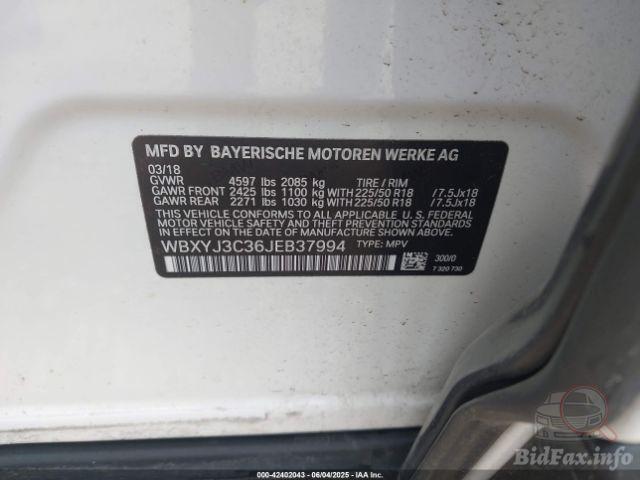 MFD BY BAYERISCHE MOTOREN WERKE AG
03/18
GVWR 4597 lbs 2085 kg TIRE / RIM
GAWR FRONT 2425 lbs 1100 kg WITH 225/50 R18 /7.5Jx18
GAWR REAR 2271 lbs 1030 kg WITH 225/50 R18 /7.5Jx18
THIS VEHICLE CONFORMS TO ALL APPLICABLE U. S. FEDERAL
MOTOR VEHICLE SAFETY AND THEFT PREVENTION STANDARDS
IN EFFECT ON THE DATE OF MANUFACTURE SHOWN ABOVE.
WBXYJ3C36JEB37994 TYPE: MPV
300/0
7 320 730
BidFax.info
000-42402043 - 06/04/2025 - IAA Inc.